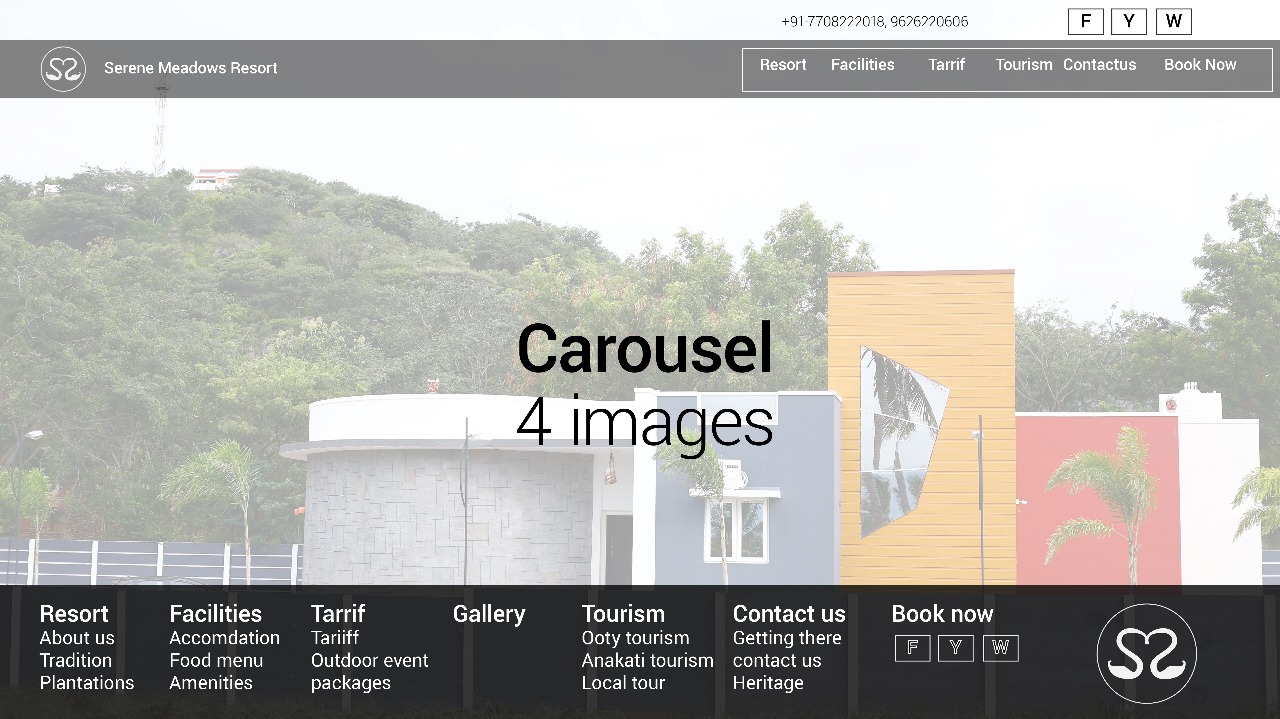 +91-7708222018, 9626220606 F Y W
Serene Meadows Resort
Resort Facilities Tarrif Tourism Contactus Book Now
Carousel
4 images
Resort
About us
Tradition
Plantations
Facilities
Accomdation
Food menu
Amenities
Tarrif
Tariiff
Outdoor event
packages
Gallery
Tourism
Ooty tourism
Anakati tourism
Local tour
Contact us
Getting there
contact us
Heritage
Book now
F Y W